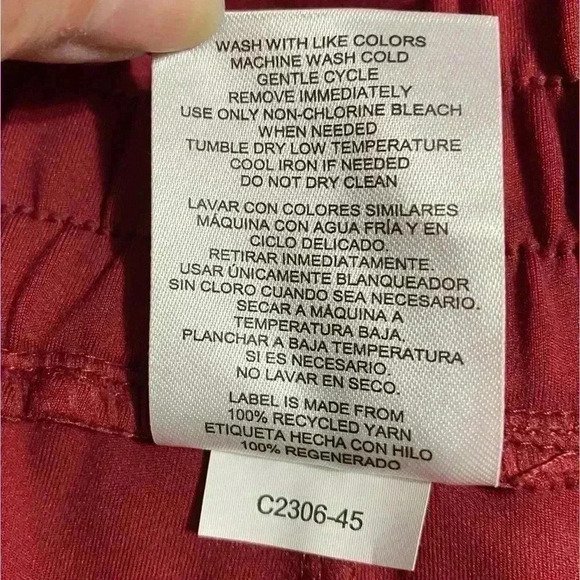 WASH WITH LIKE COLORS
MACHINE WASH COLD
GENTLE CYCLE
REMOVE IMMEDIATELY
USE ONLY NON-CHLORINE BLEACH
WHEN NEEDED
TUMBLE DRY LOW TEMPERATURE
COOL IRON IF NEEDED
DO NOT DRY CLEAN
LAVAR CON COLORES SIMILARES
MÁQUINA CON AGUA FRÍA Y EN
CICLO DELICADO.
RETIRAR INMEDIATAMENTE.
USAR ÚNICAMENTE BLANQUEADOR
SIN CLORO CUANDO SEA NECESARIO.
SECAR A MÁQUINA A
TEMPERATURA BAJA.
PLANCHAR A BAJA TEMPERATURA
SI ES NECESARIO.
NO LAVAR EN SECO.
LABEL IS MADE FROM
100% RECYCLED YARN
ETIQUETA HECHA CON HILO
100% REGENERADO
C2306-45